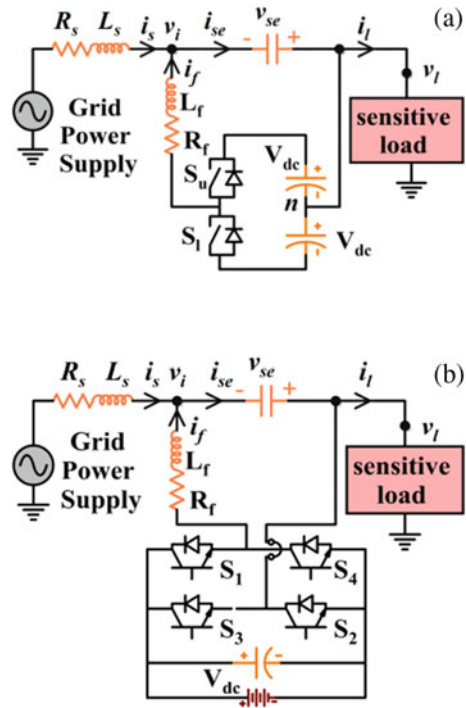 (a)
R_s L_s i_s v_i i_se v_se i_l
- +
i_f
L_f
R_f
v_l
Grid
Power
Supply
sensitive
load
S_u
V_dc
+
-
n
S_l
+
-
V_dc
(b)
R_s L_s i_s v_i i_se v_se i_l
- +
i_f
L_f
R_f
v_l
Grid
Power
Supply
sensitive
load
S_1 S_4
S_3 S_2
+ -
V_dc
+ -